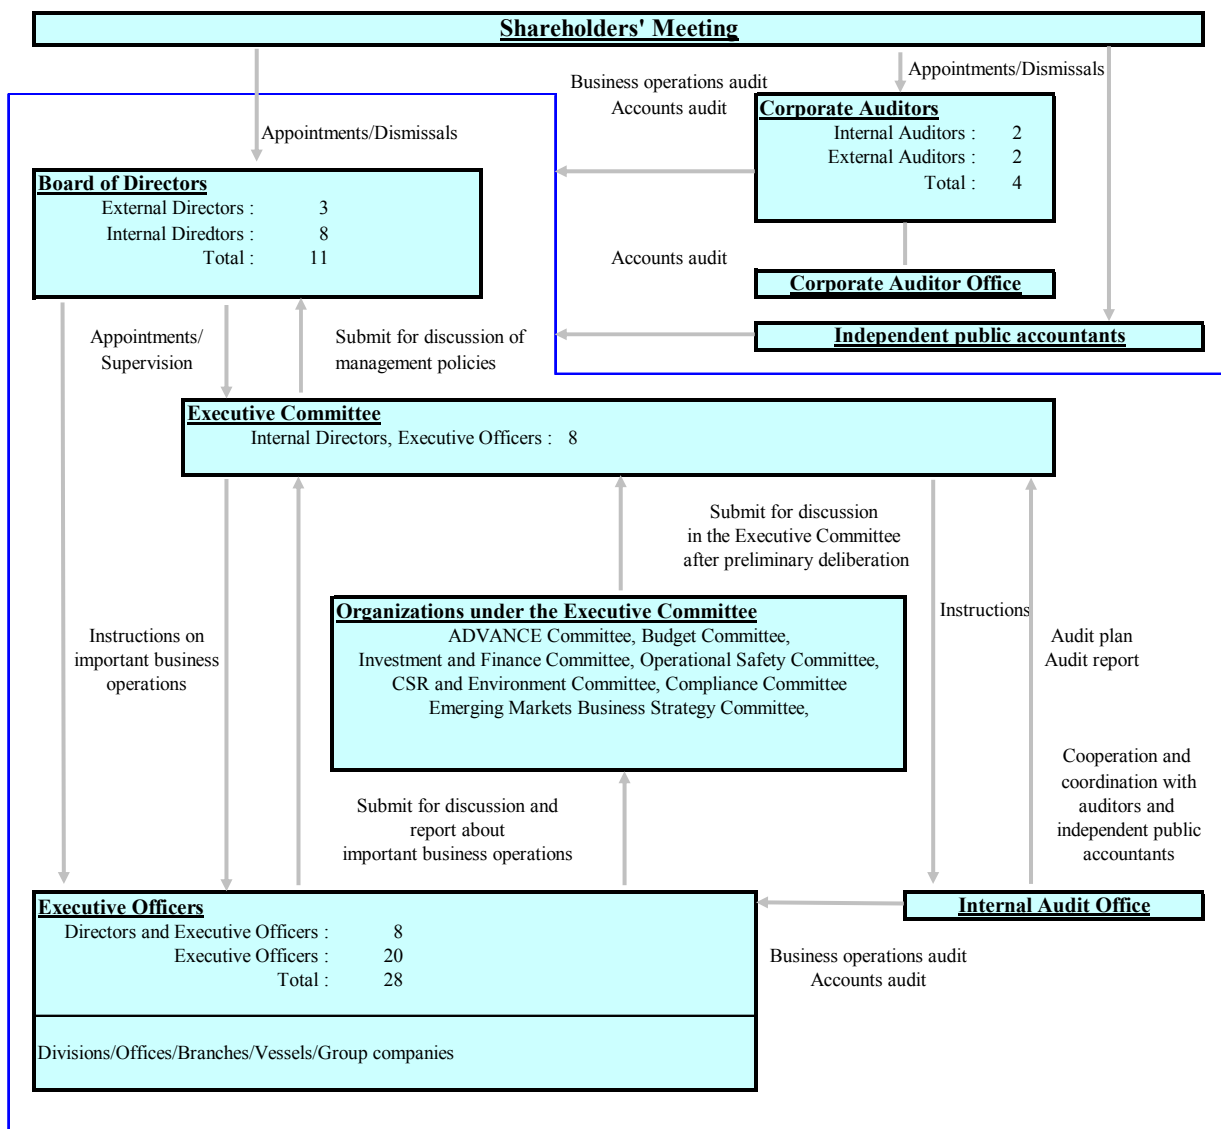 Shareholders' Meeting
Appointments/Dismissals
Business operations audit
Accounts audit
Corporate Auditors
Internal Auditors : 2
External Auditors : 2
Total : 4
Appointments/Dismissals
Board of Directors
External Directors : 3
Internal Diredtors : 8
Total : 11
Accounts audit
Corporate Auditor Office
Independent public accountants
Appointments/
Supervision
Submit for discussion of
management policies
Executive Committee
Internal Directors, Executive Officers : 8
Submit for discussion
in the Executive Committee
after preliminary deliberation
Organizations under the Executive Committee
ADVANCE Committee, Budget Committee,
Investment and Finance Committee, Operational Safety Committee,
CSR and Environment Committee, Compliance Committee
Emerging Markets Business Strategy Committee,
Instructions
Audit plan
Audit report
Instructions on
important business
operations
Cooperation and
coordination with
auditors and
independent public
accountants
Submit for discussion and
report about
important business operations
Executive Officers
Directors and Executive Officers : 8
Executive Officers : 20
Total : 28
Internal Audit Office
Business operations audit
Accounts audit
Divisions/Offices/Branches/Vessels/Group companies